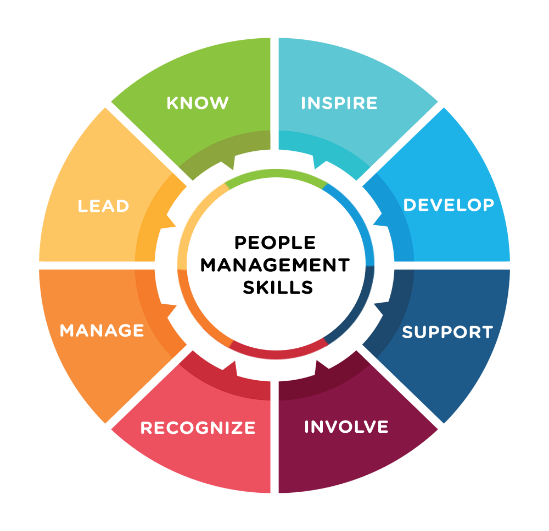 KNOW
INSPIRE
LEAD
DEVELOP
PEOPLE
MANAGEMENT
SKILLS
MANAGE
SUPPORT
RECOGNIZE
INVOLVE